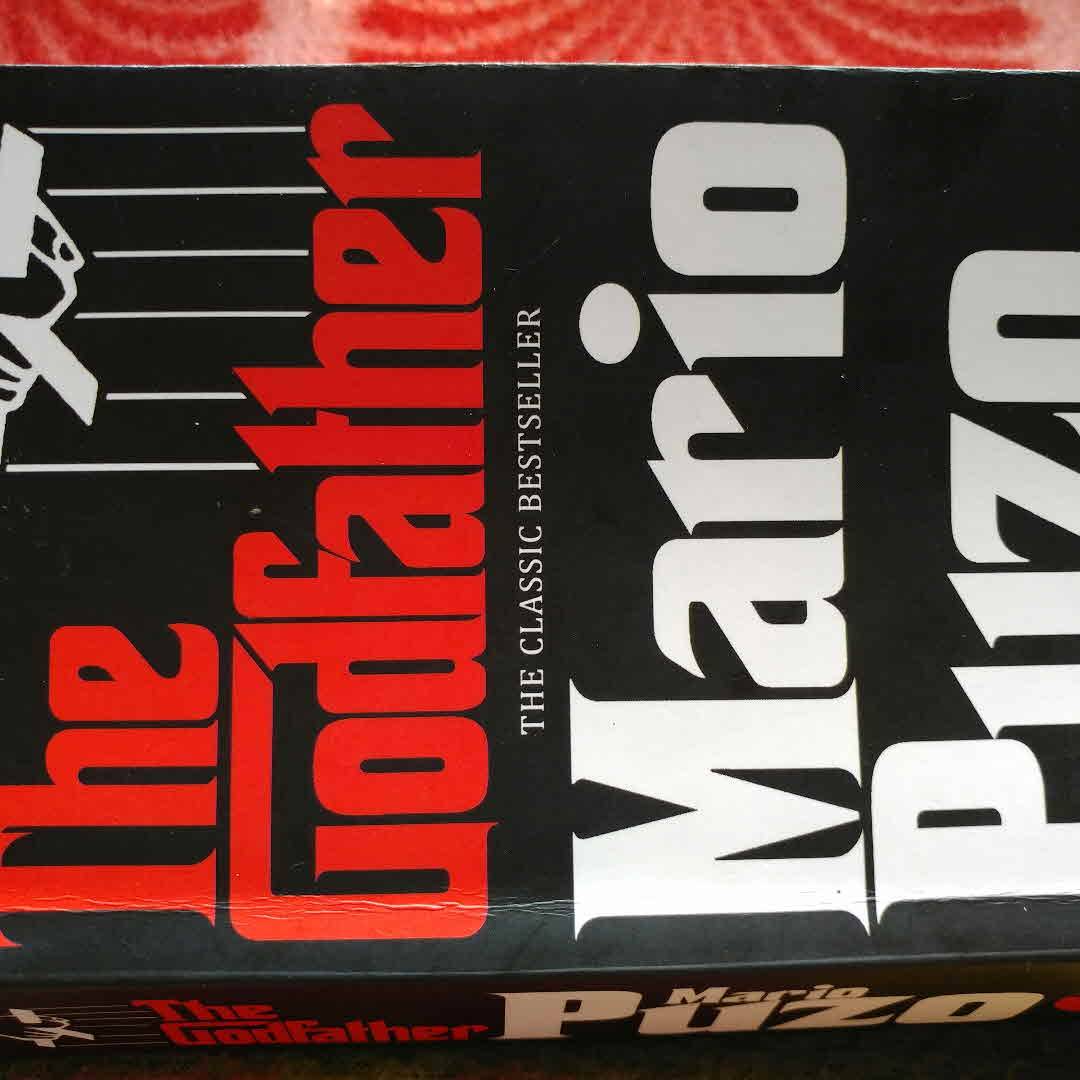 The
Godfather
THE CLASSIC BESTSELLER
Mario
Puzo
The
Godfather
Mario
Puzo